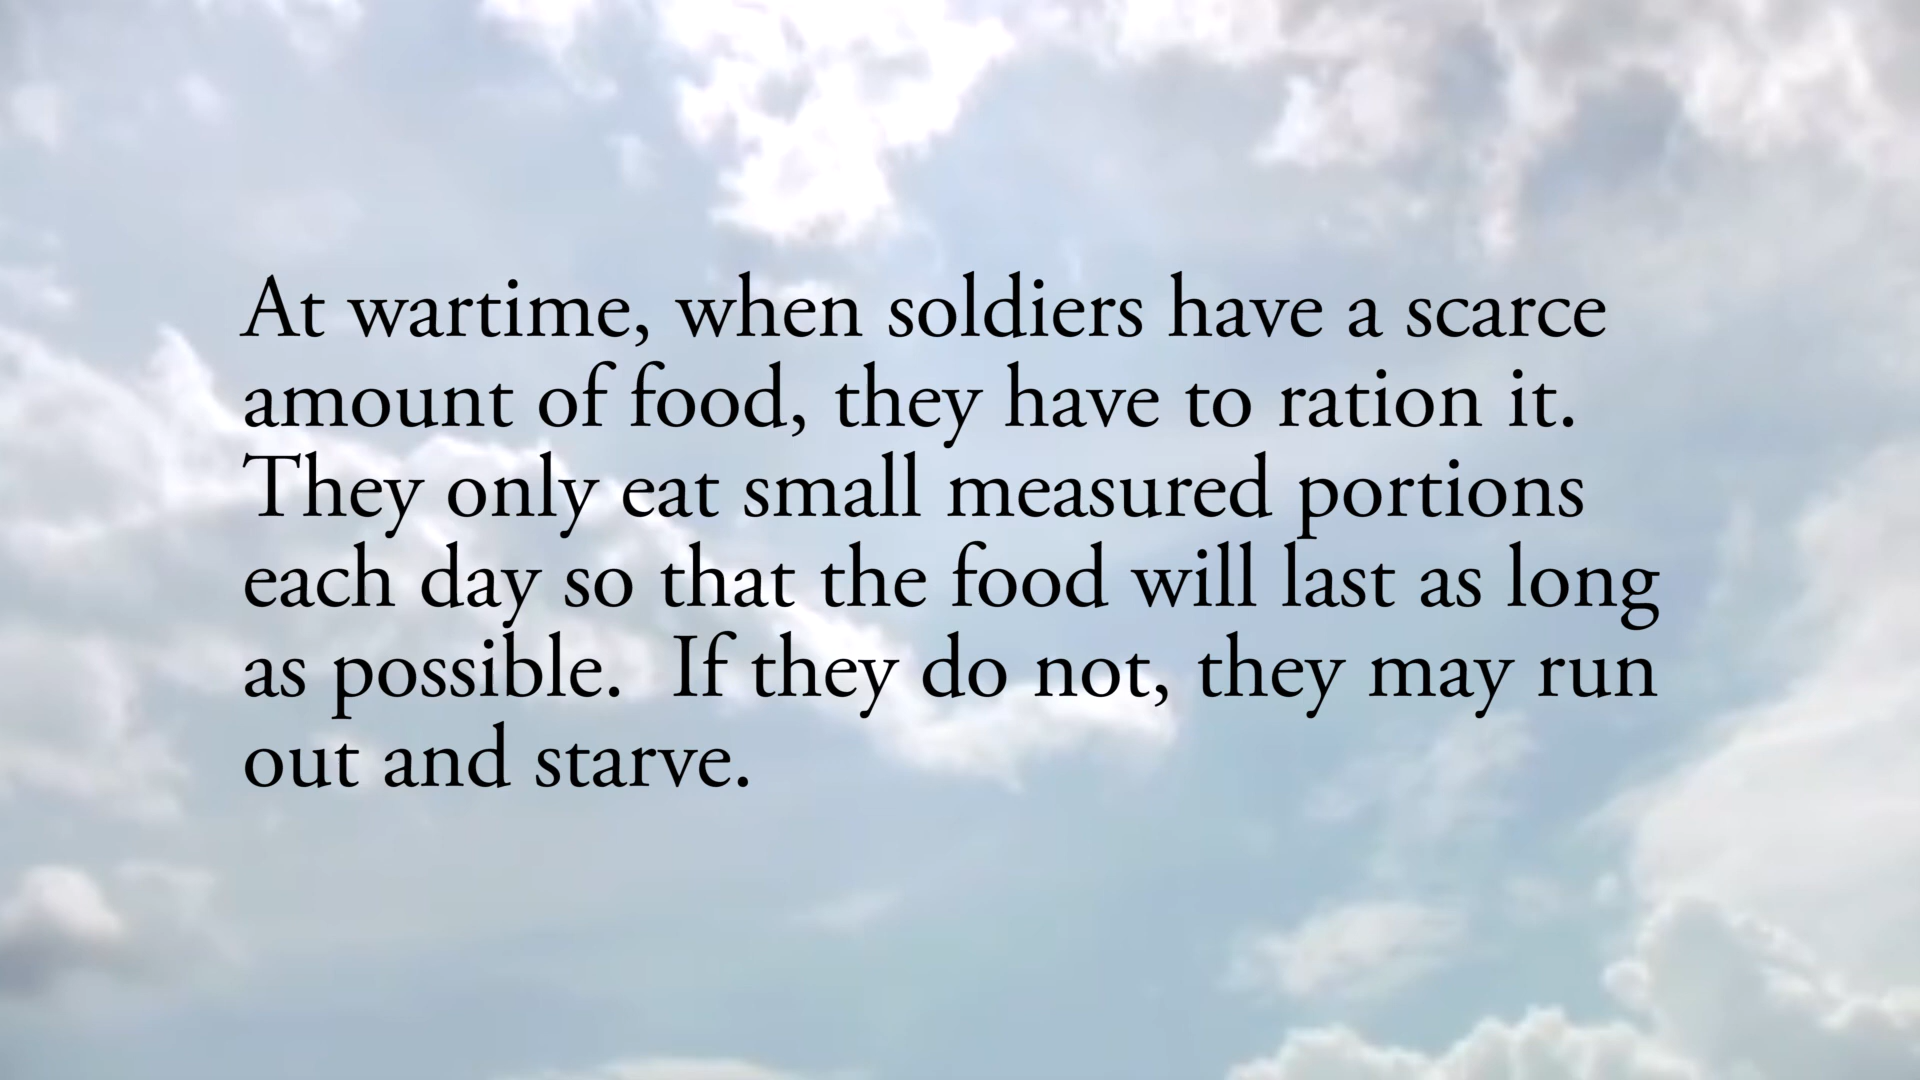 At wartime, when soldiers have a scarce
amount of food, they have to ration it.
They only eat small measured portions
each day so that the food will last as long
as possible.  If they do not, they may run
out and starve.